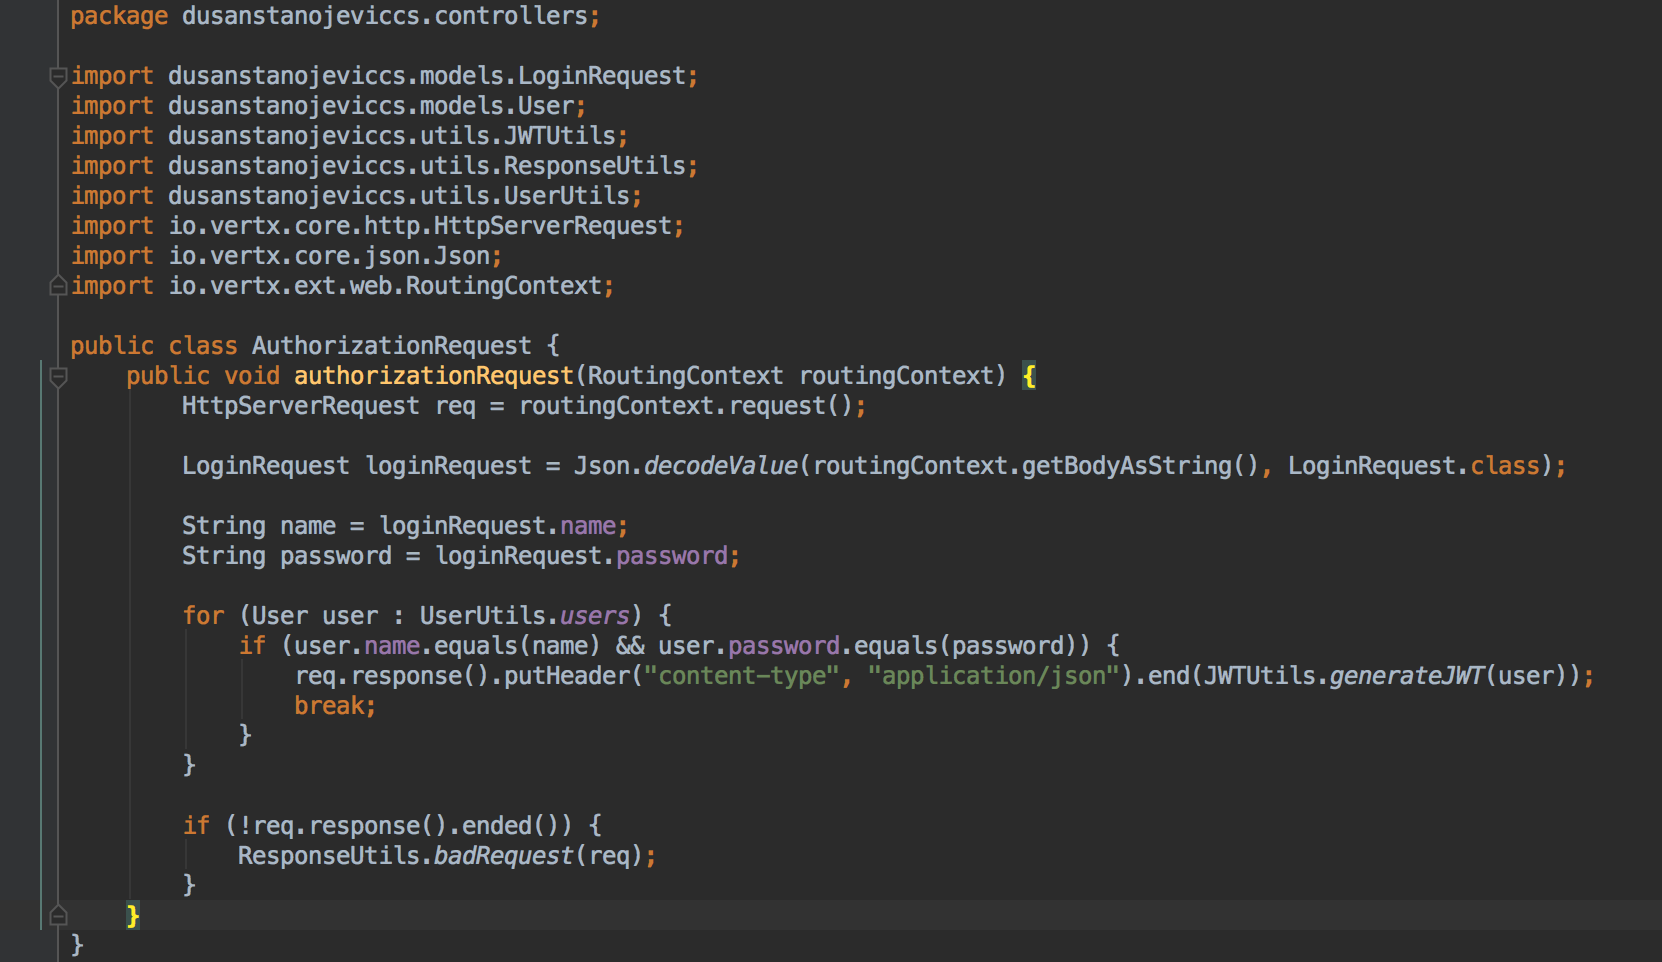 package dusanstanojeviccs.controllers;
import dusanstanojeviccs.models.LoginRequest;
import dusanstanojeviccs.models.User;
import dusanstanojeviccs.utils.JWTUtils;
import dusanstanojeviccs.utils.ResponseUtils;
import dusanstanojeviccs.utils.UserUtils;
import io.vertx.core.http.HttpServerRequest;
import io.vertx.core.json.Json;
import io.vertx.ext.web.RoutingContext;
public class AuthorizationRequest {
    public void authorizationRequest(RoutingContext routingContext) {
        HttpServerRequest req = routingContext.request();
        LoginRequest loginRequest = Json.decodeValue(routingContext.getBodyAsString(), LoginRequest.class);
        String name = loginRequest.name;
        String password = loginRequest.password;
        for (User user : UserUtils.users) {
            if (user.name.equals(name) && user.password.equals(password)) {
                req.response().putHeader("content-type", "application/json").end(JWTUtils.generateJWT(user));
                break;
            }
        }
        if (!req.response().ended()) {
            ResponseUtils.badRequest(req);
        }
    }
}